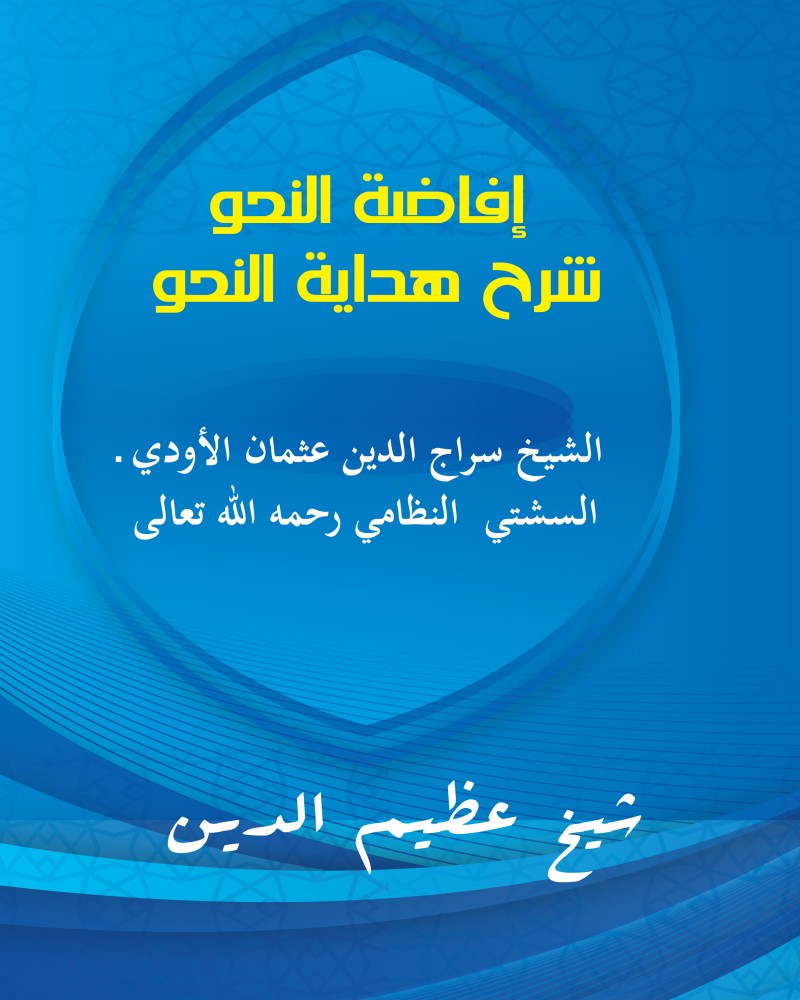 إفاضة النحو
شرح هداية النحو
الشيخ سراج الدين عثمان الأودي.
السشتي النظامي رحمه الله تعالى
شيخ عظيم الدين